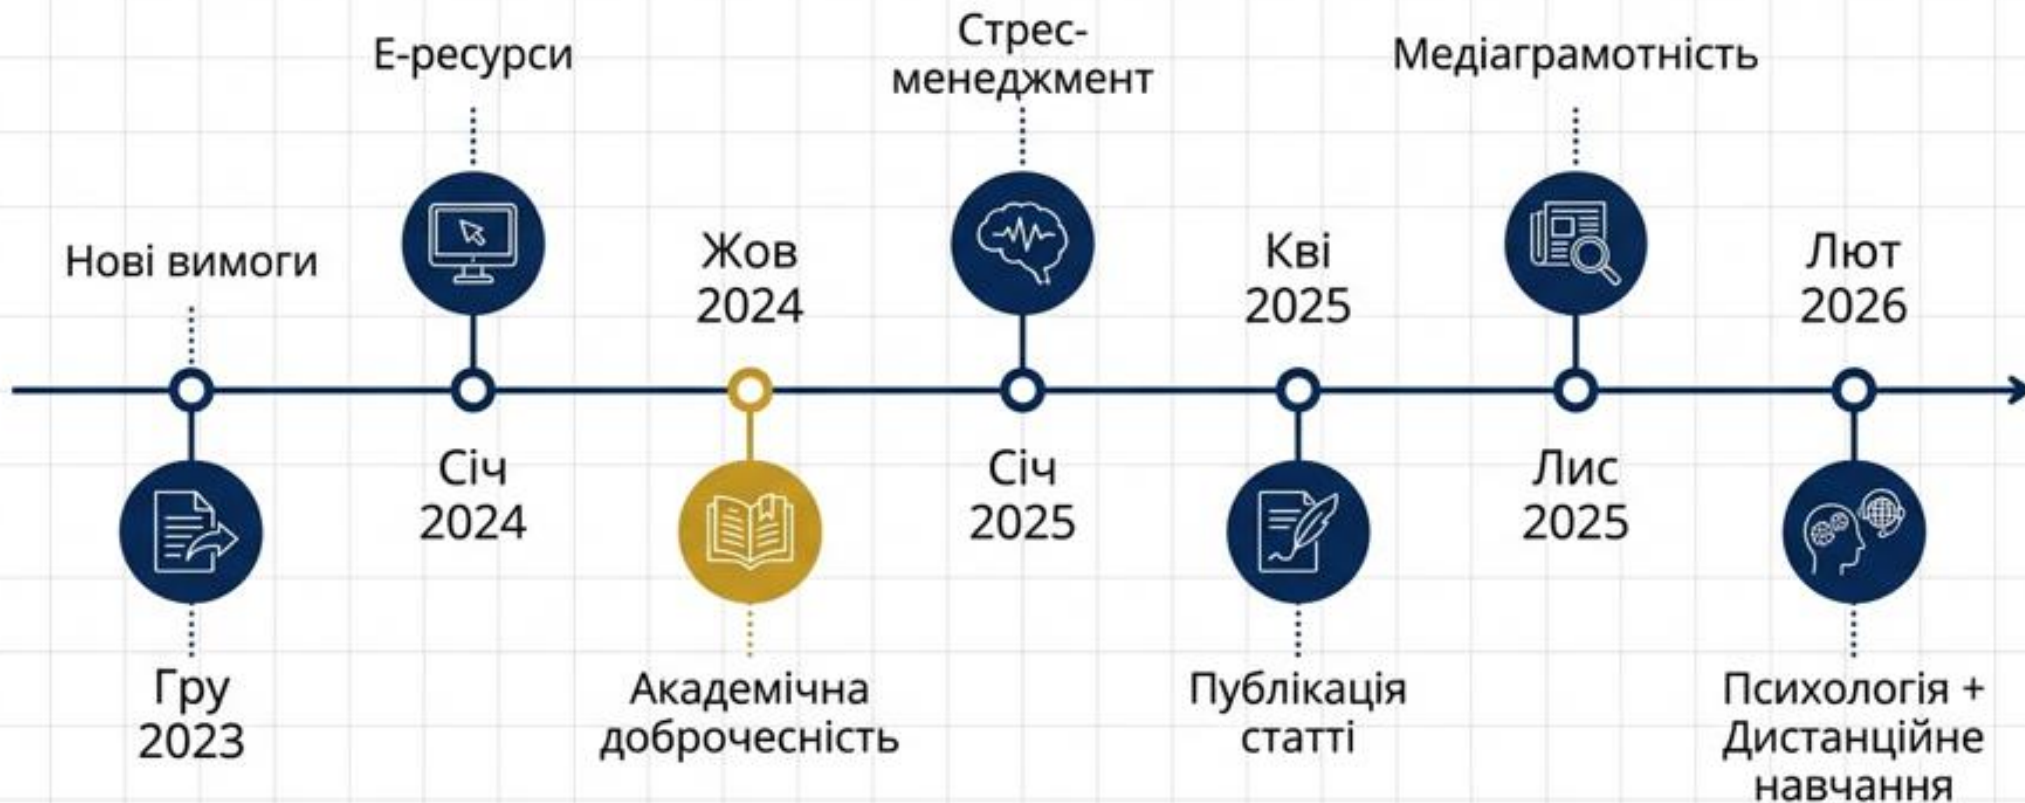 Нові вимоги
Гру
2023
Е-ресурси
Січ
2024
Жов
2024
Академічна
доброчесність
Стрес-
менеджмент
Січ
2025
Кві
2025
Публікація
статті
Медіаграмотність
Лис
2025
Лют
2026
Психологія +
Дистанційне
навчання